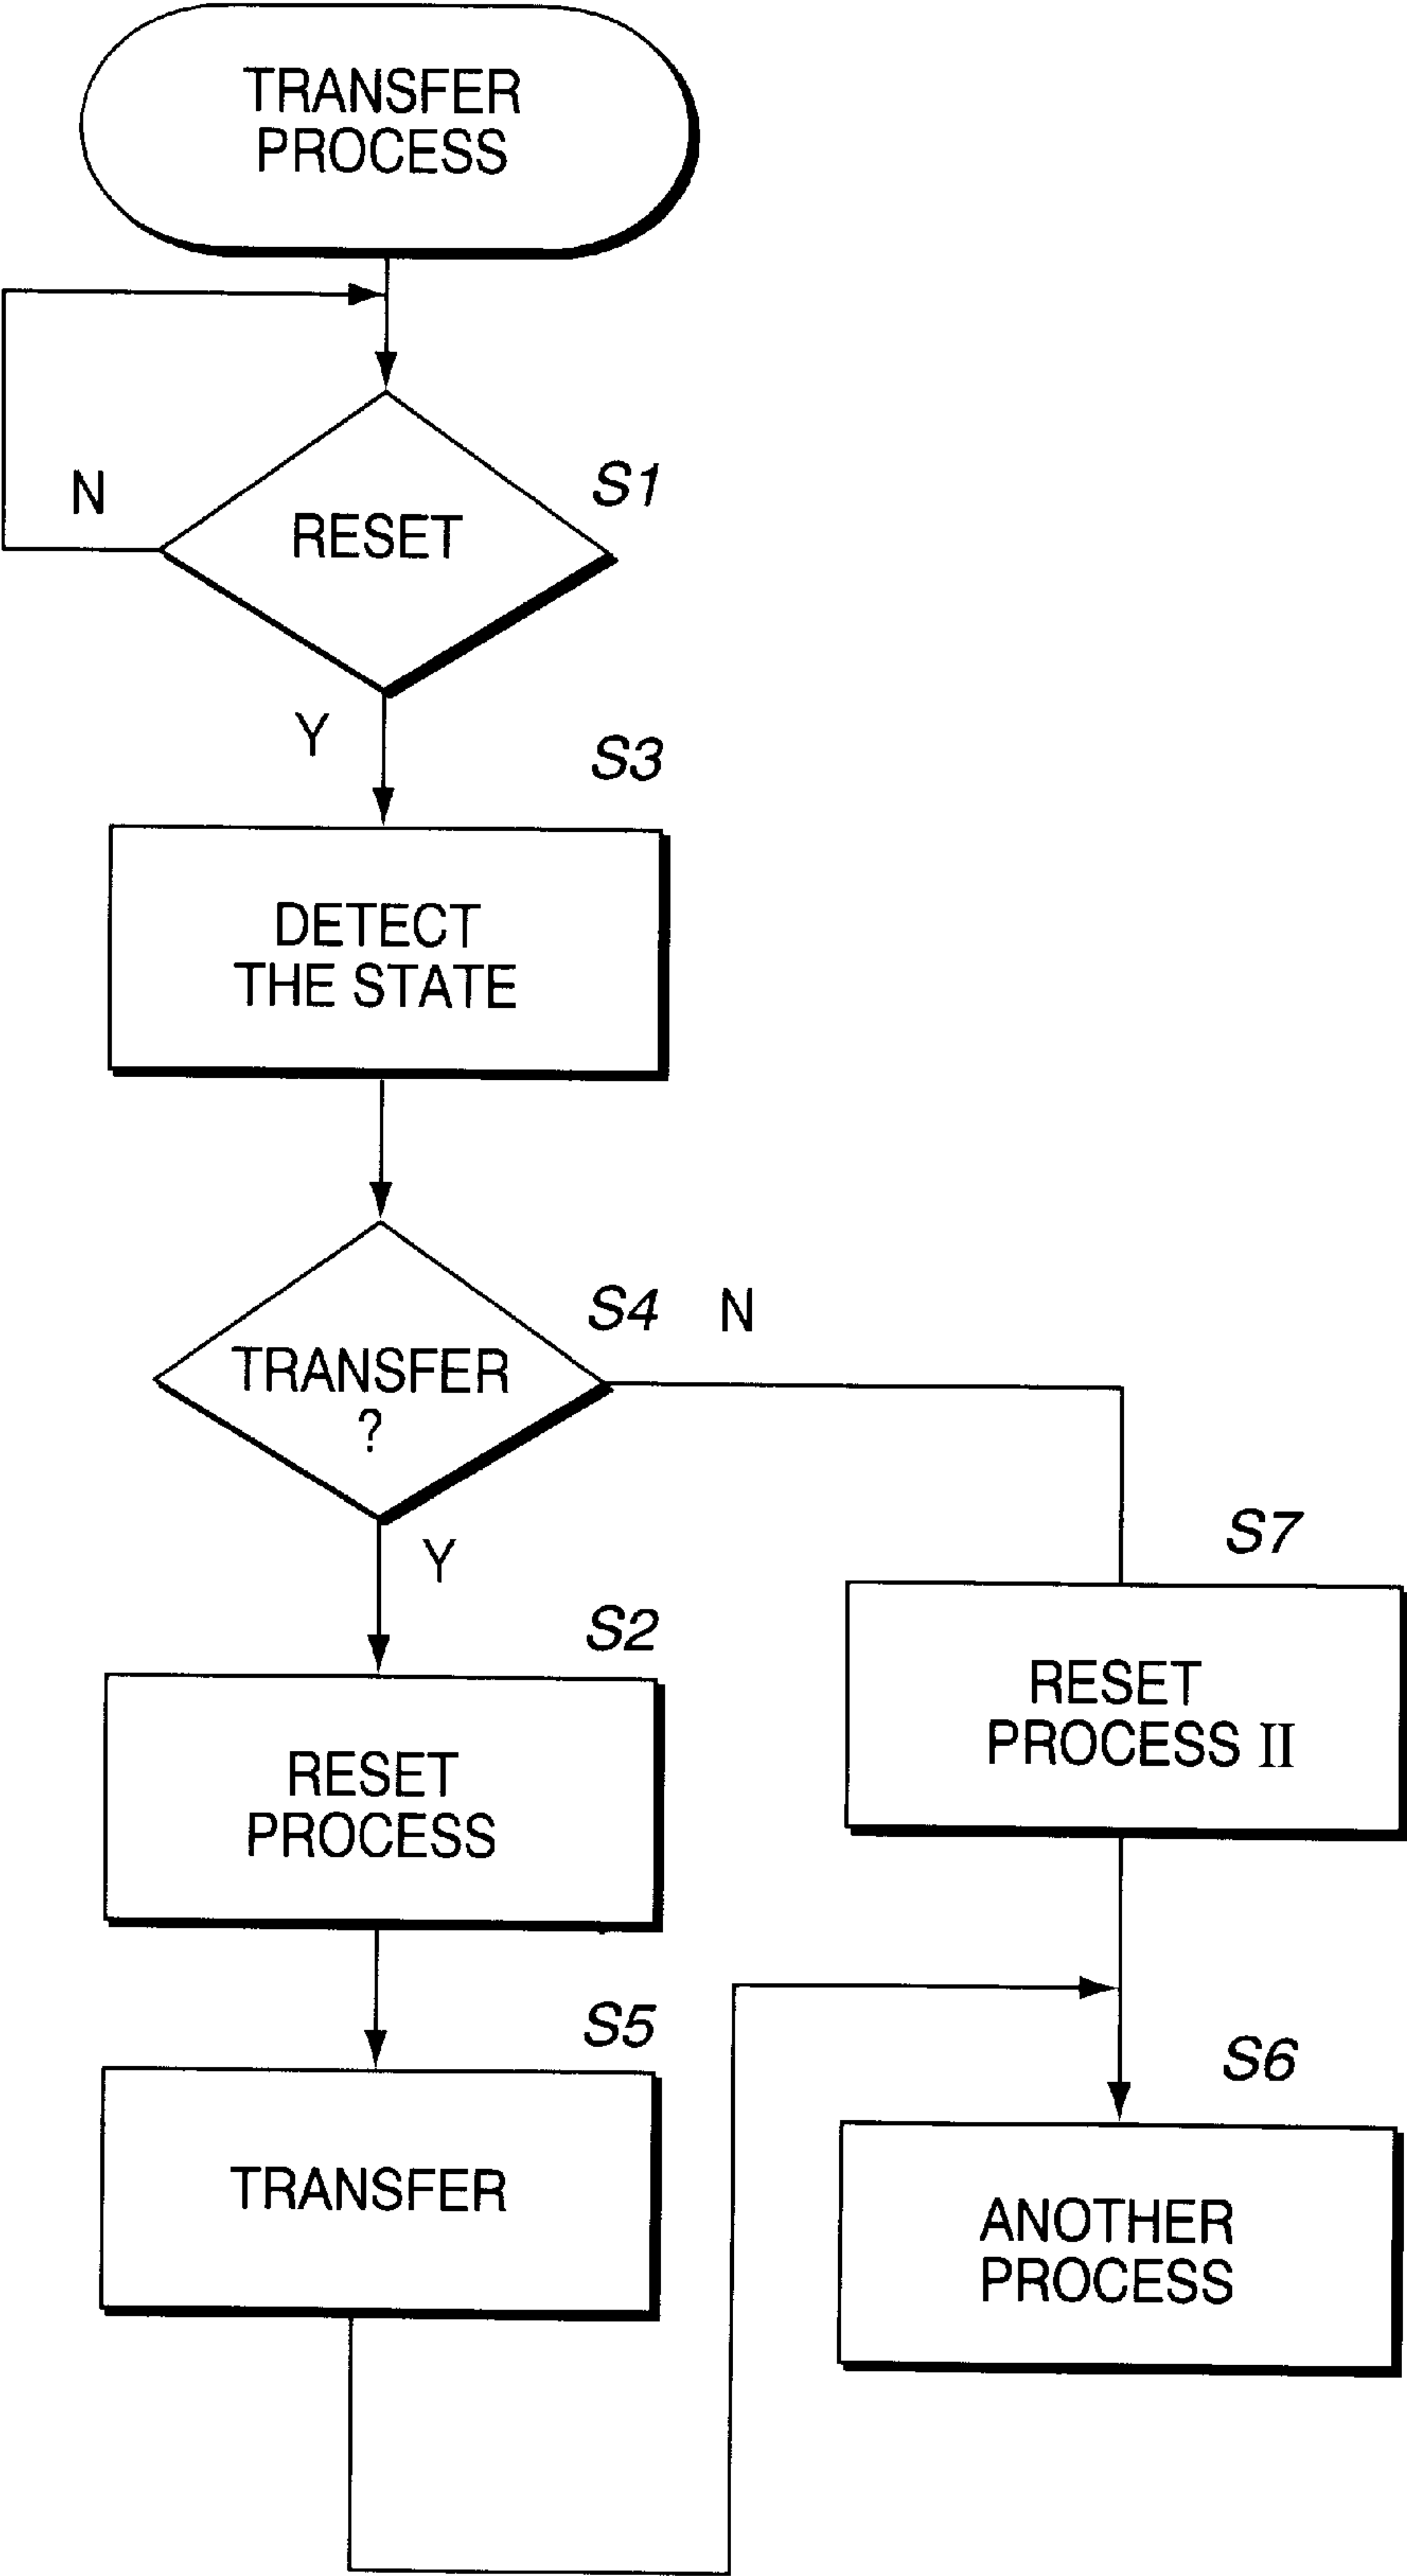 TRANSFER
PROCESS
S1
N
RESET
Y
S3
DETECT
THE STATE
S4
N
TRANSFER
?
Y
S7
S2
RESET
PROCESS II
RESET
PROCESS
S5
S6
TRANSFER
ANOTHER
PROCESS